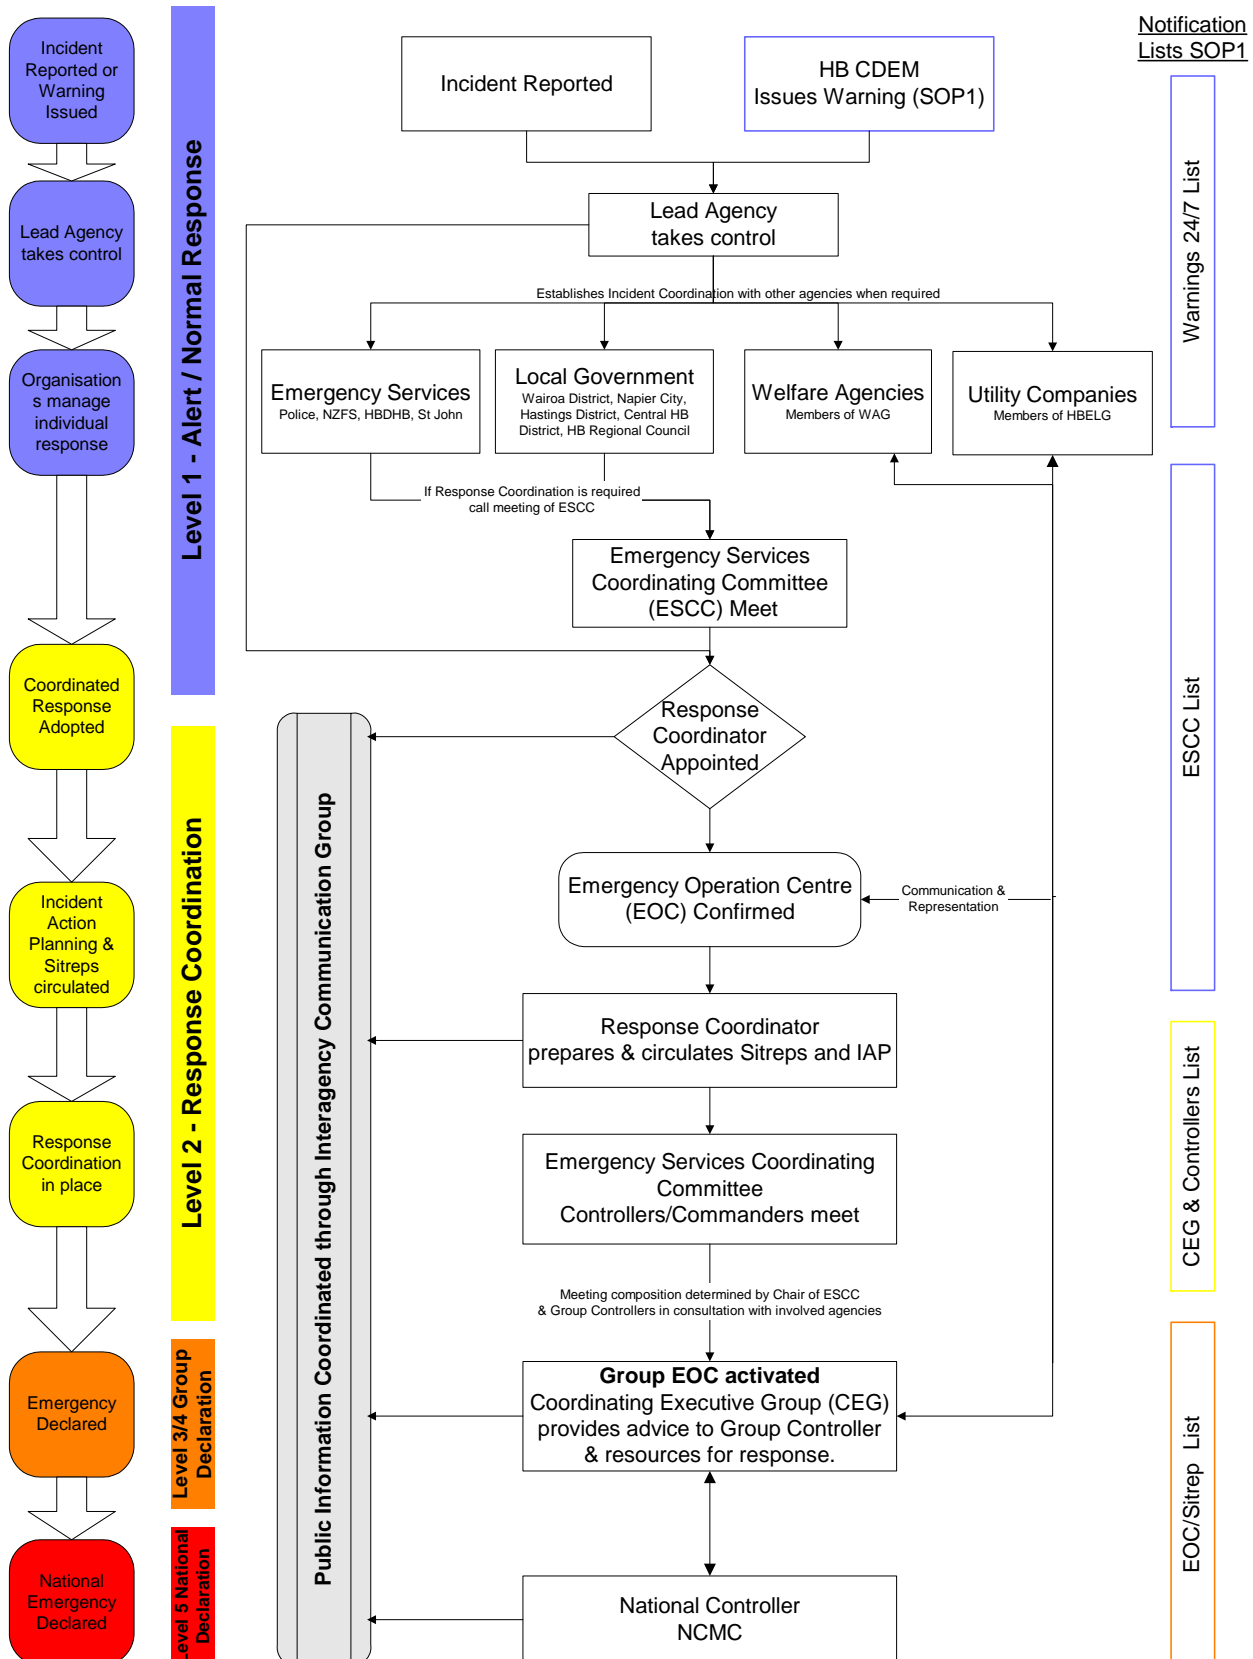 Notification
Lists SOP1
Incident
Reported or
Warning
Issued
Lead Agency
takes control
Organisation
s manage
individual
response
Coordinated
Response
Adopted
Incident
Action
Planning &
Sitreps
circulated
Response
Coordination
in place
Emergency
Declared
National
Emergency
Declared
Level 1 - Alert / Normal Response
Level 2 - Response Coordination
Level 3/4 Group
Declaration
Level 5 National
Declaration
Incident Reported
HB CDEM
Issues Warning (SOP1)
Lead Agency
takes control
Establishes Incident Coordination with other agencies when required
Emergency Services
Police, NZFS, HBDHB, St John
Local Government
Wairoa District, Napier City,
Hastings District, Central HB
District, HB Regional Council
Welfare Agencies
Members of WAG
Utility Companies
Members of HBELG
If Response Coordination is required
call meeting of ESCC
Emergency Services
Coordinating Committee
(ESCC) Meet
Response
Coordinator
Appointed
Public Information Coordinated through Interagency Communication Group
Emergency Operation Centre
(EOC) Confirmed
Communication &
Representation
Response Coordinator
prepares & circulates Sitreps and IAP
Emergency Services Coordinating
Committee
Controllers/Commanders meet
Meeting composition determined by Chair of ESCC
& Group Controllers in consultation with involved agencies
Group EOC activated
Coordinating Executive Group (CEG)
provides advice to Group Controller
& resources for response.
National Controller
NCMC
Warnings 24/7 List
ESCC List
CEG & Controllers List
EOC/Sitrep List